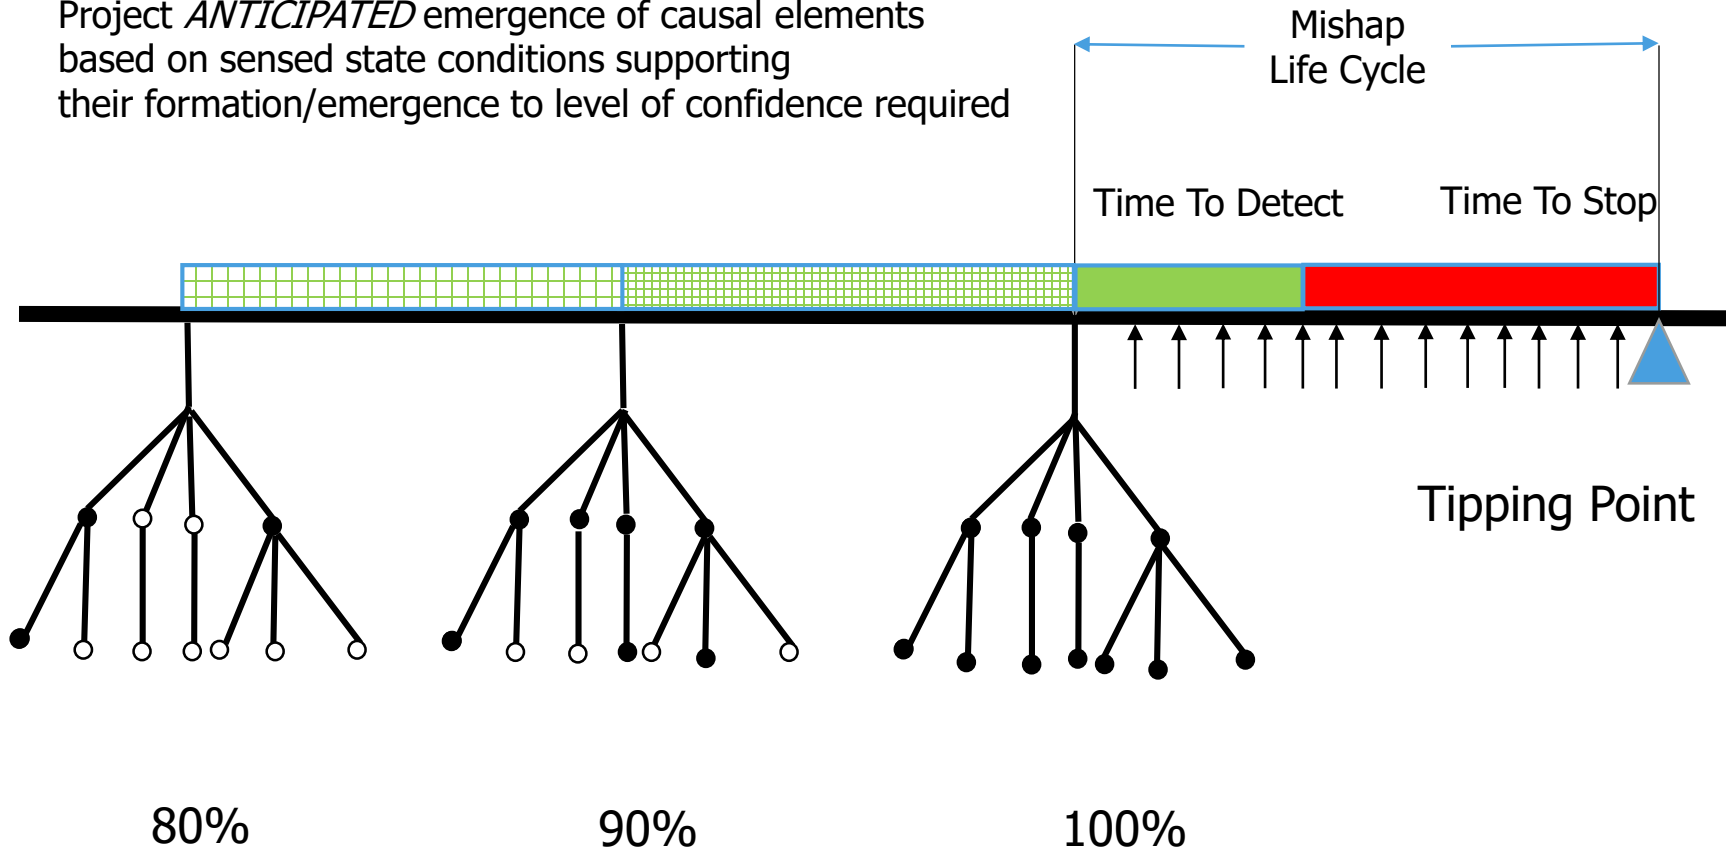 Project ANTICIPATED emergence of causal elements
based on sensed state conditions supporting
their formation/emergence to level of confidence required
Mishap
Life Cycle
Time To Detect
Time To Stop
Tipping Point
80%
90%
100%